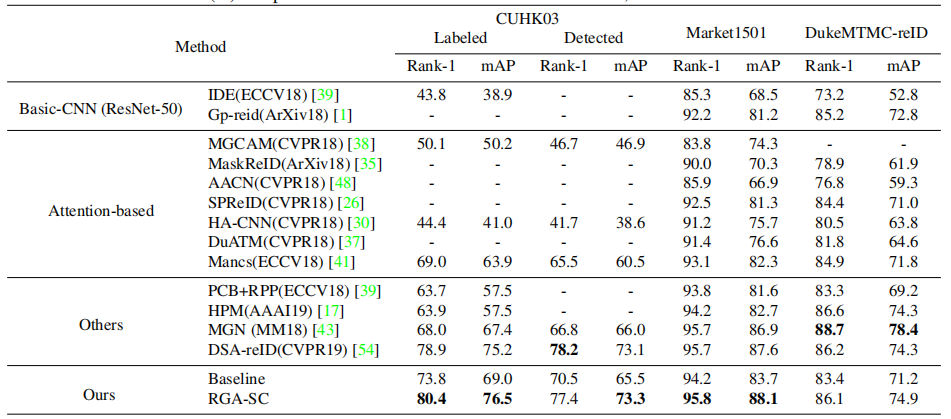 CUHK03
Method Labeled Detected Market1501 DukeMTMC-reID
Rank-1 mAP Rank-1 mAP Rank-1 mAP Rank-1 mAP
Basic-CNN (ResNet-50) IDE(ECCV18) [39] 43.8 38.9 - - 85.3 68.5 73.2 52.8
Gp-reid(ArXiv18) [1] - - - - 92.2 81.2 85.2 72.8
Attention-based MGCAM(CVPR18) [38] 50.1 50.2 46.7 46.9 83.8 74.3 - -
MaskReID(ArXiv18) [35] - - - - 90.0 70.3 78.9 61.9
AACN(CVPR18) [48] - - - - 85.9 66.9 76.8 59.3
SPReID(CVPR18) [26] - - - - 92.5 81.3 84.4 71.0
HA-CNN(CVPR18) [30] 44.4 41.0 41.7 38.6 91.2 75.7 80.5 63.8
DuATM(CVPR18) [37] - - - - 91.4 76.6 81.8 64.6
Mancs(ECCV18) [41] 69.0 63.9 65.5 60.5 93.1 82.3 84.9 71.8
Others PCB+RPP(ECCV18) [39] 63.7 57.5 - - 93.8 81.6 83.3 69.2
HPM(AAAI19) [17] 63.9 57.5 - - 94.2 82.7 86.6 74.3
MGN (MM18) [43] 68.0 67.4 66.8 66.0 95.7 86.9 88.7 78.4
DSA-reID(CVPR19) [54] 78.9 75.2 78.2 73.1 95.7 87.6 86.2 74.3
Ours Baseline 73.8 69.0 70.5 65.5 94.2 83.7 83.4 71.2
RGA-SC 80.4 76.5 77.4 73.3 95.8 88.1 86.1 74.9